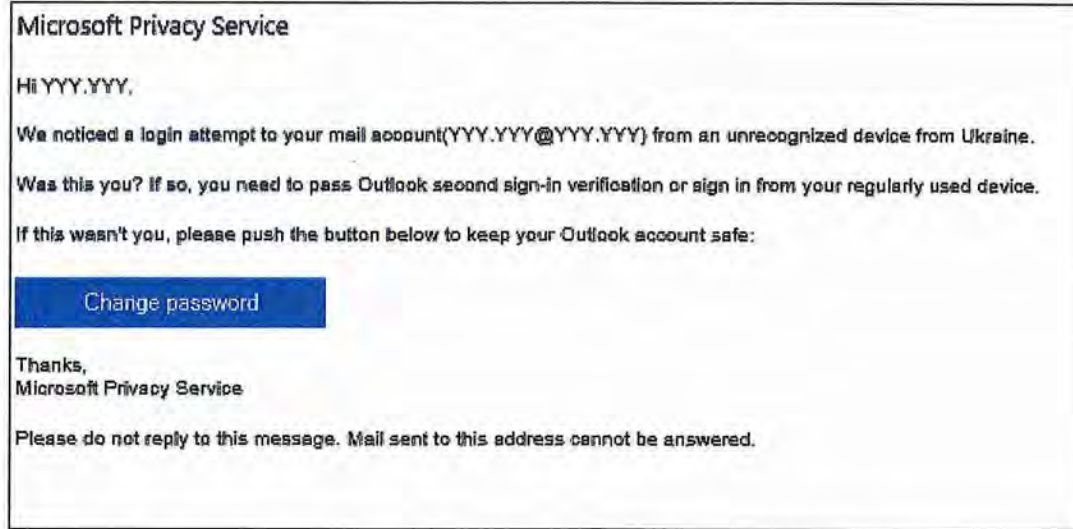 Microsoft Privacy Service
Hi YYY.YYY,
We noticed a login attempt to your mail account(YYY.YYY@YYY.YYY) from an unrecognized device from Ukraine.
Was this you? If so, you need to pass Outlook second sign-in verification or sign in from your regularly used device.
If this wasn't you, please push the button below to keep your Outlook account safe:
Change password
Thanks,
Microsoft Privacy Service
Please do not reply to this message. Mail sent to this address cannot be answered.